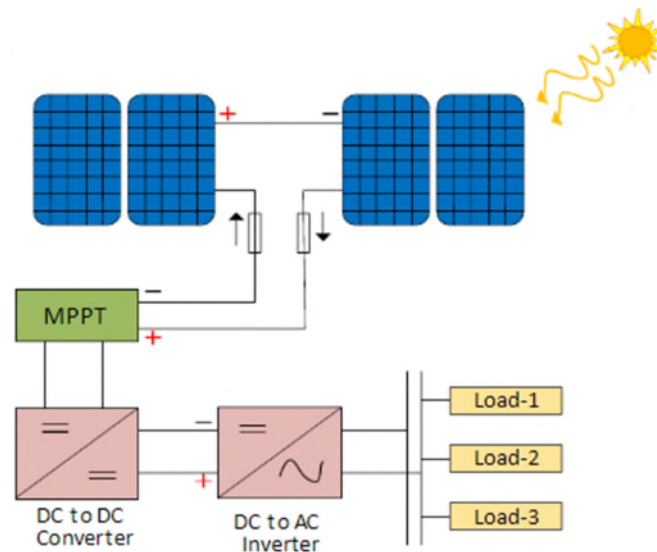 + −
−
MPPT
+
Load-1
−
Load-2
+
Load-3
DC to DC
Converter
DC to AC
Inverter